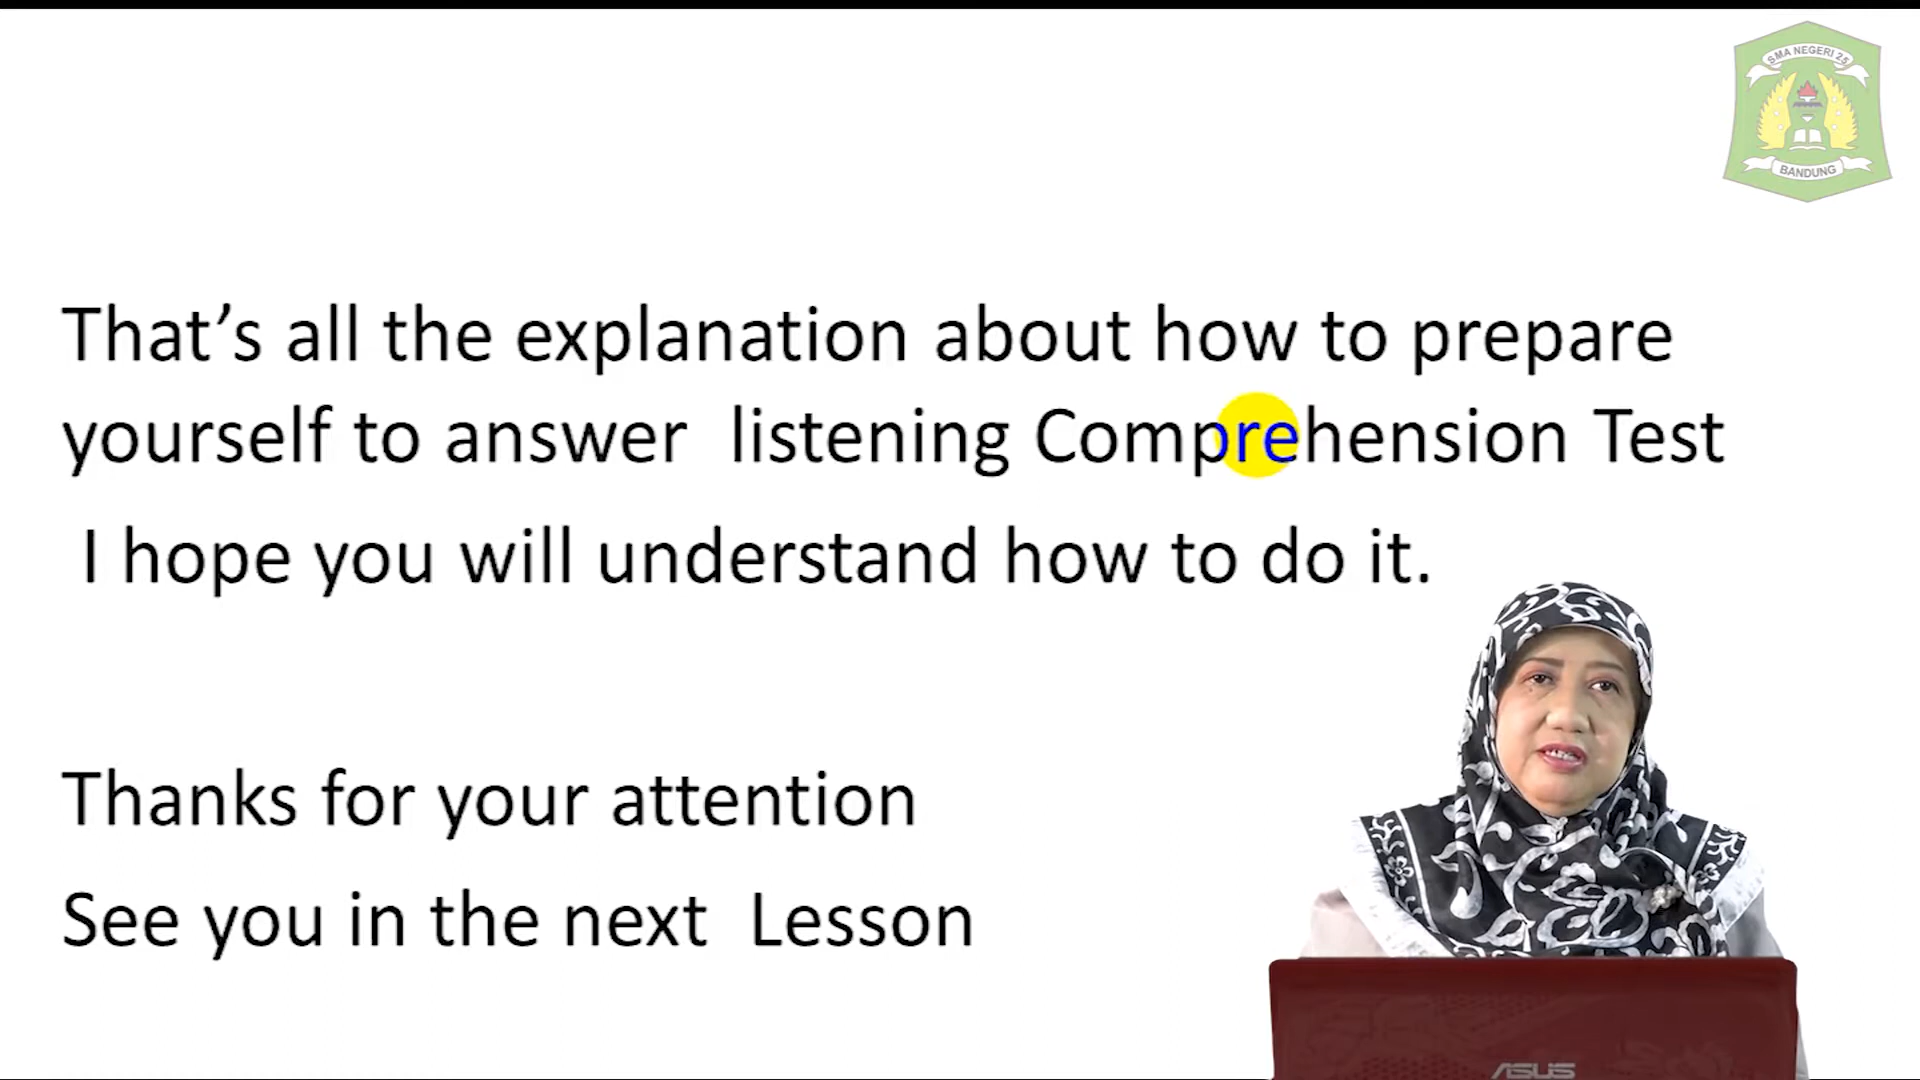 SMA NEGERI 25
BANDUNG
That's all the explanation about how to prepare
yourself to answer listening Comprehension Test
I hope you will understand how to do it.
Thanks for your attention
See you in the next Lesson
ASUS